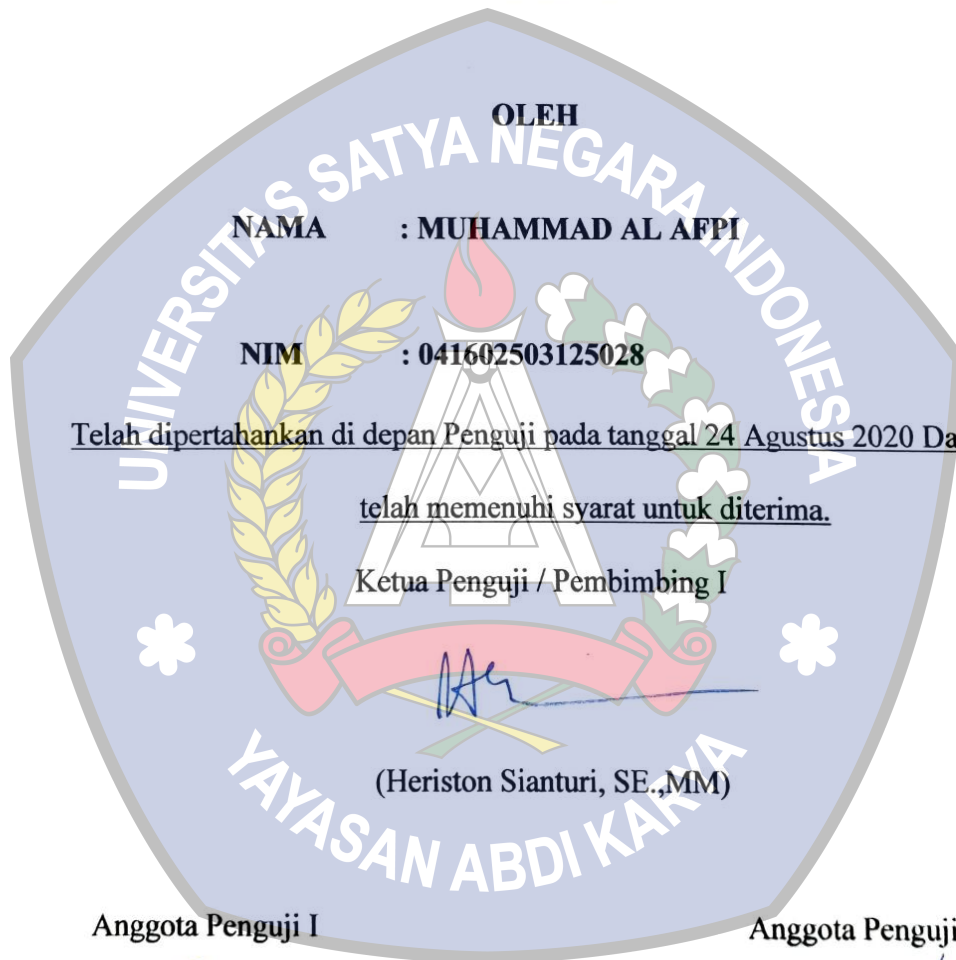 OLEH
UNIVERSITAS SATYA NEGARA INDONESIA
NAMA : MUHAMMAD AL AFPI
NIM : 041602503125028
Telah dipertahankan di depan Penguji pada tanggal 24 Agustus 2020 Da
telah memenuhi syarat untuk diterima.
Ketua Penguji / Pembimbing I
(Heriston Sianturi, SE.,MM)
YAYASAN ABDI KARYA
Anggota Penguji I Anggota Penguji